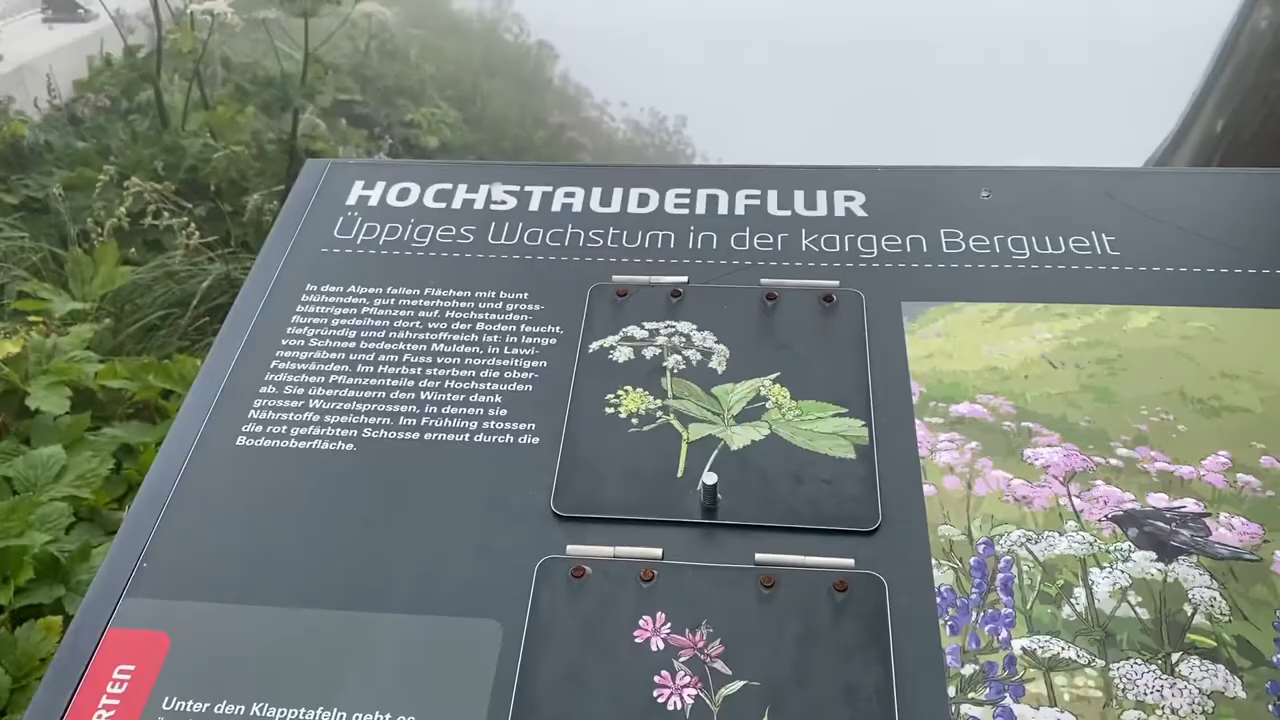 HOCHSTAUDENFLUR
Üppiges Wachstum in der kargen Bergwelt
In den Alpen fallen Flächen mit bunt
blühenden, gut meterhohen und gross-
blättrigen Pflanzen auf. Hochstauden-
fluren gedeihen dort, wo der Boden feucht,
tiefgründig und nährstoffreich ist: in lange
von Schnee bedeckten Mulden, in Lawi-
nengräben und am Fuss von nordseitigen
Felswänden. Im Herbst sterben die ober-
irdischen Pflanzenteile der Hochstauden
ab. Sie überdauern den Winter dank
grosser Wurzelsprossen, in denen sie
Nährstoffe speichern. Im Frühling stossen
die rot gefärbten Schosse erneut durch die
Bodenoberfläche.
RTEN
Unter den Klapptafeln geht es